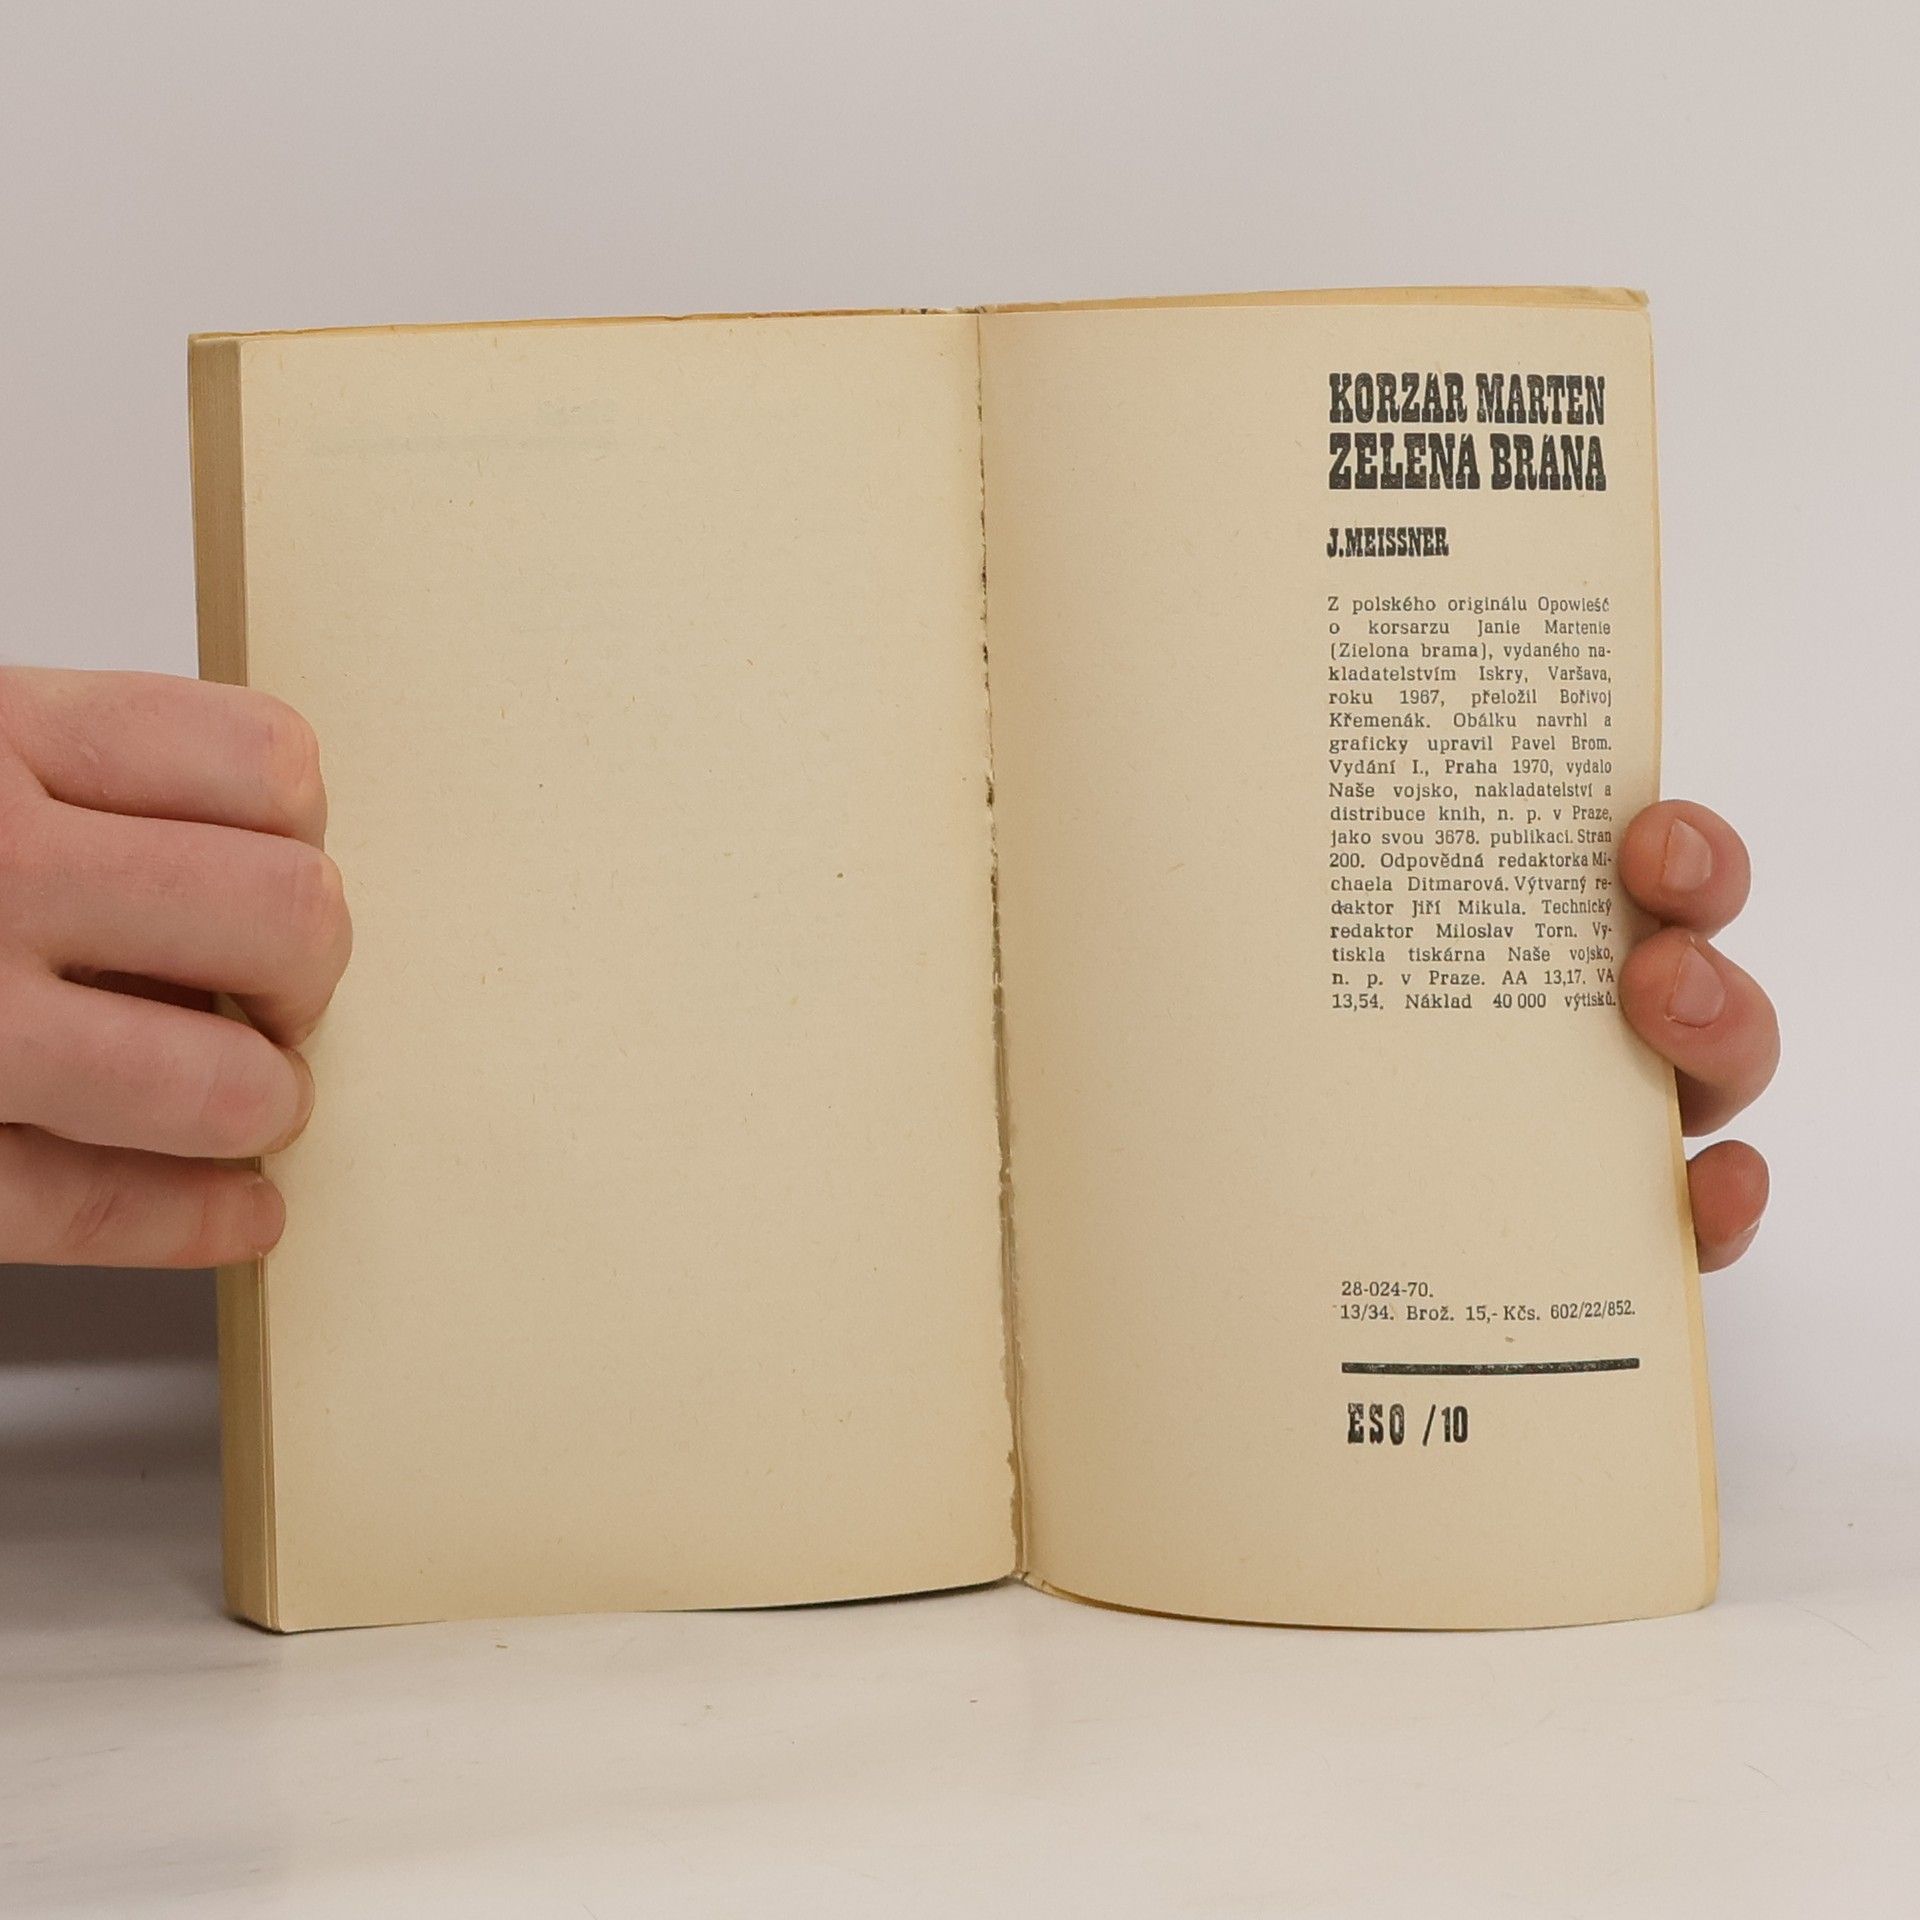 KORZÁR MARTEN
ZELENÁ BRÁNA
J. MEISSNER
Z polského originálu Opowieść
o korsarzu Janie Martenie
(Zielona brama), vydaného na-
kladatelstvím Iskry, Varšava,
roku 1967, přeložil Bořivoj
Křemenák. Obálku navrhl a
graficky upravil Pavel Brom.
Vydání I., Praha 1970, vydalo
Naše vojsko, nakladatelství a
distribuce knih, n. p. v Praze,
jako svou 3678. publikaci. Stran
200. Odpovědná redaktorka Mi-
chaela Ditmarová. Výtvarný re-
daktor Jiří Mikula. Technický
redaktor Miloslav Torn. Vy-
tiskla tiskárna Naše vojsko,
n. p. v Praze. AA 13,17. VA
13,54. Náklad 40 000 výtisků.
28-024-70.
13/34. Brož. 15,- Kčs. 602/22/852.
ESO /10